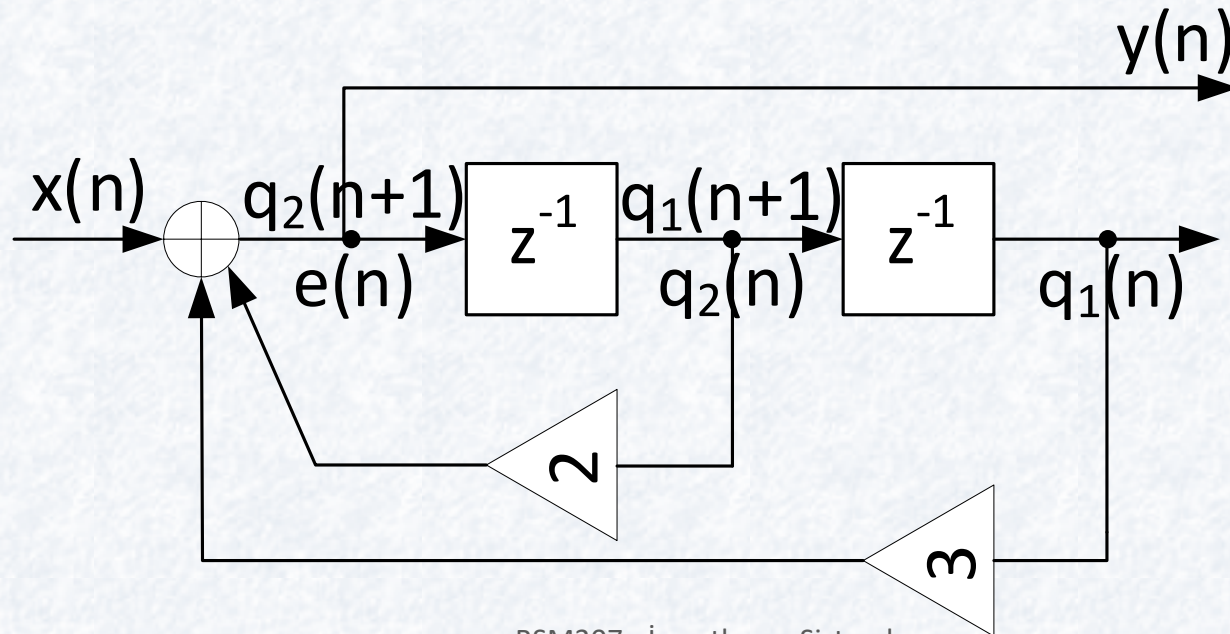 y(n)
x(n)
q₂(n+1)
z⁻¹
q₁(n+1)
z⁻¹
e(n)
q₂(n)
q₁(n)
2
3